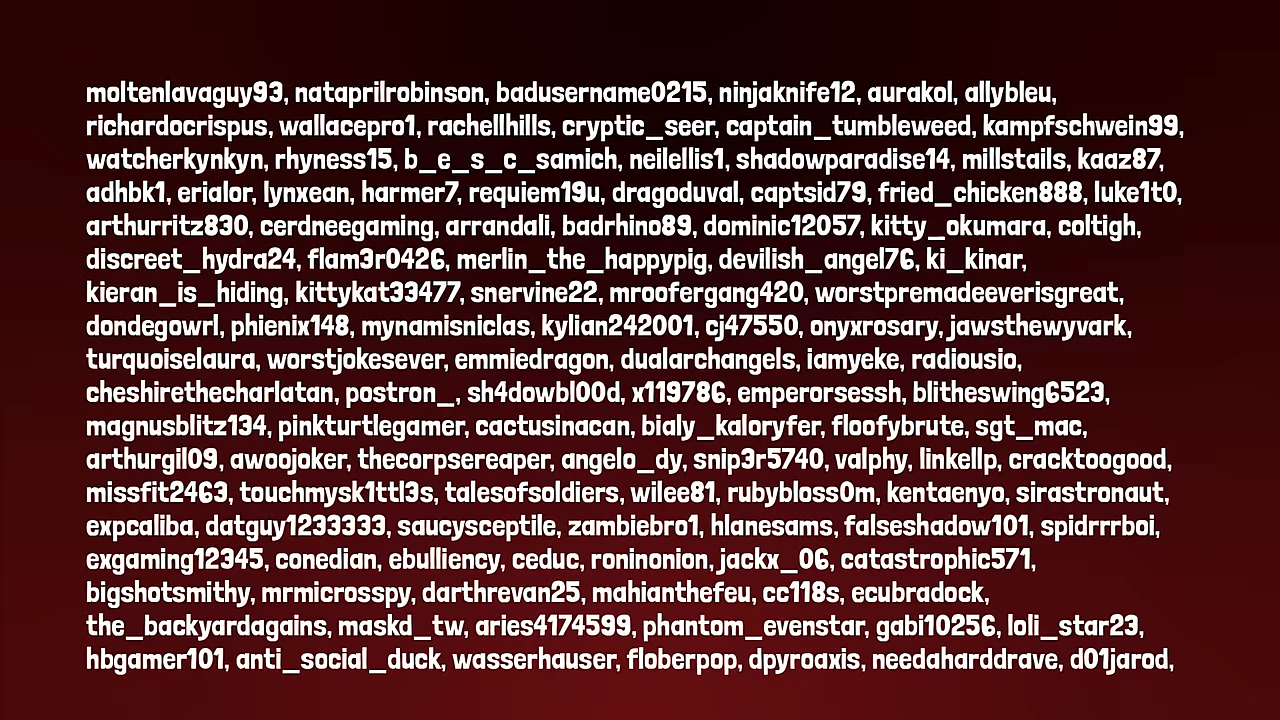 moltenlavaguy93, nataprilrobinson, badusername0215, ninjaknife12, aurakol, allybleu,
richardocrispus, wallacepro1, rachellhills, cryptic_seer, captain_tumbleweed, kampfschwein99,
watcherkynkyn, rhyness15, b_e_s_c_samich, neilellis1, shadowparadise14, millstails, kaaz87,
adhbk1, erialor, lynxean, harmer7, requiem19u, dragoduval, captsid79, fried_chicken888, luke1t0,
arthurritz830, cerdneegaming, arrandali, badrhino89, dominic12057, kitty_okumara, coltigh,
discreet_hydra24, flam3r0426, merlin_the_happypig, devilish_angel76, ki_kinar,
kieran_is_hiding, kittykat33477, snervine22, mroofergang420, worstpremadeeverisgreat,
dondegowrl, phienix148, mynamisniclas, kylian242001, cj47550, onyxrosary, jawsthewyvark,
turquoiselaura, worstjokesever, emmiedragon, dualarchangels, iamyeke, radiousio,
cheshirethecharlatan, postron_, sh4dowbl00d, x119786, emperorsessh, blitheswing6523,
magnusblitz134, pinkturtlegamer, cactusinacan, bialy_kaloryfer, floofybrute, sgt_mac,
arthurgil09, awoojoker, thecorpsereaper, angelo_dy, snip3r5740, valphy, linkellp, cracktoogood,
missfit2463, touchmysk1ttl3s, talesofsoldiers, wilee81, rubybloss0m, kentaenyo, sirastronaut,
expcaliba, datguy1233333, saucysceptile, zambiebro1, hlanesams, falseshadow101, spidrrrboi,
exgaming12345, conedian, ebulliency, ceduc, roninonion, jackx_06, catastrophic571,
bigshotsmithy, mrmicrosspy, darthrevan25, mahianthefeu, cc118s, ecubradock,
the_backyardagains, maskd_tw, aries4174599, phantom_evenstar, gabi10256, loli_star23,
hbgamer101, anti_social_duck, wasserhauser, floberpop, dpyroaxis, needaharddrave, d01jarod,